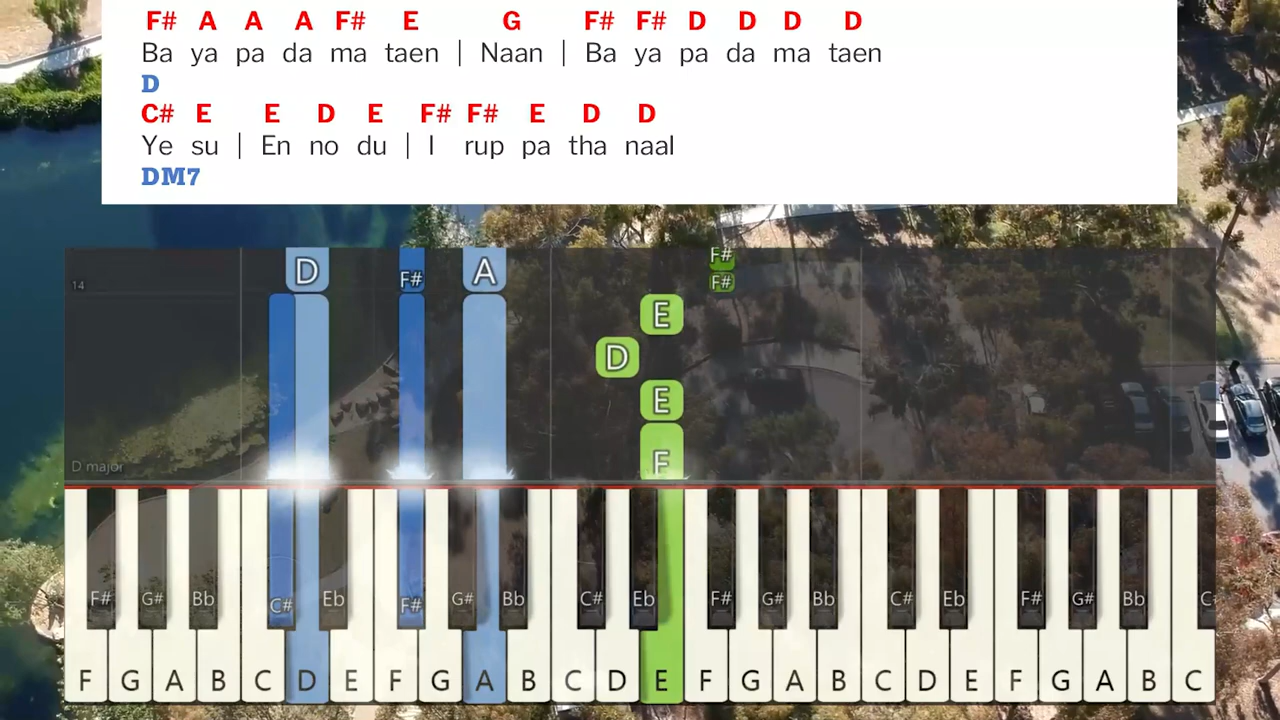 F# A A A F# E G F# F# D D D D
Ba ya pa da ma taen | Naan | Ba ya pa da ma taen
D
C# E E D E F# F# E D D
Ye su | En no du | I rup pa tha naal
DM7
F#
D F# A F#
14
E
D
E
D major E
F# G# Bb C# Eb F# G# Bb C# Eb F# G# Bb C# Eb F# G# Bb C
F G A B C D E F G A B C D E F G A B C D E F G A B C